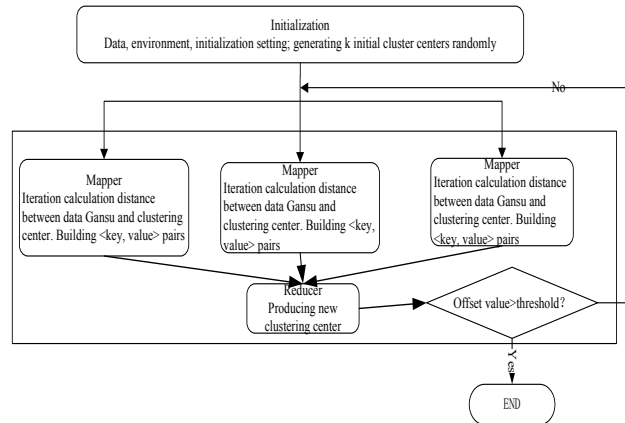 Initialization
Data, environment, initialization setting; generating k initial cluster centers randomly
No
Mapper
Iteration calculation distance
between data Gansu and clustering
center. Building <key, value> pairs
Mapper
Iteration calculation distance
between data Gansu and
clustering center. Building <key,
value> pairs
Mapper
Iteration calculation distance
between data Gansu and
clustering center. Building
<key, value> pairs
Reducer
Producing new
clustering center
Offset value>threshold?
Yes
END